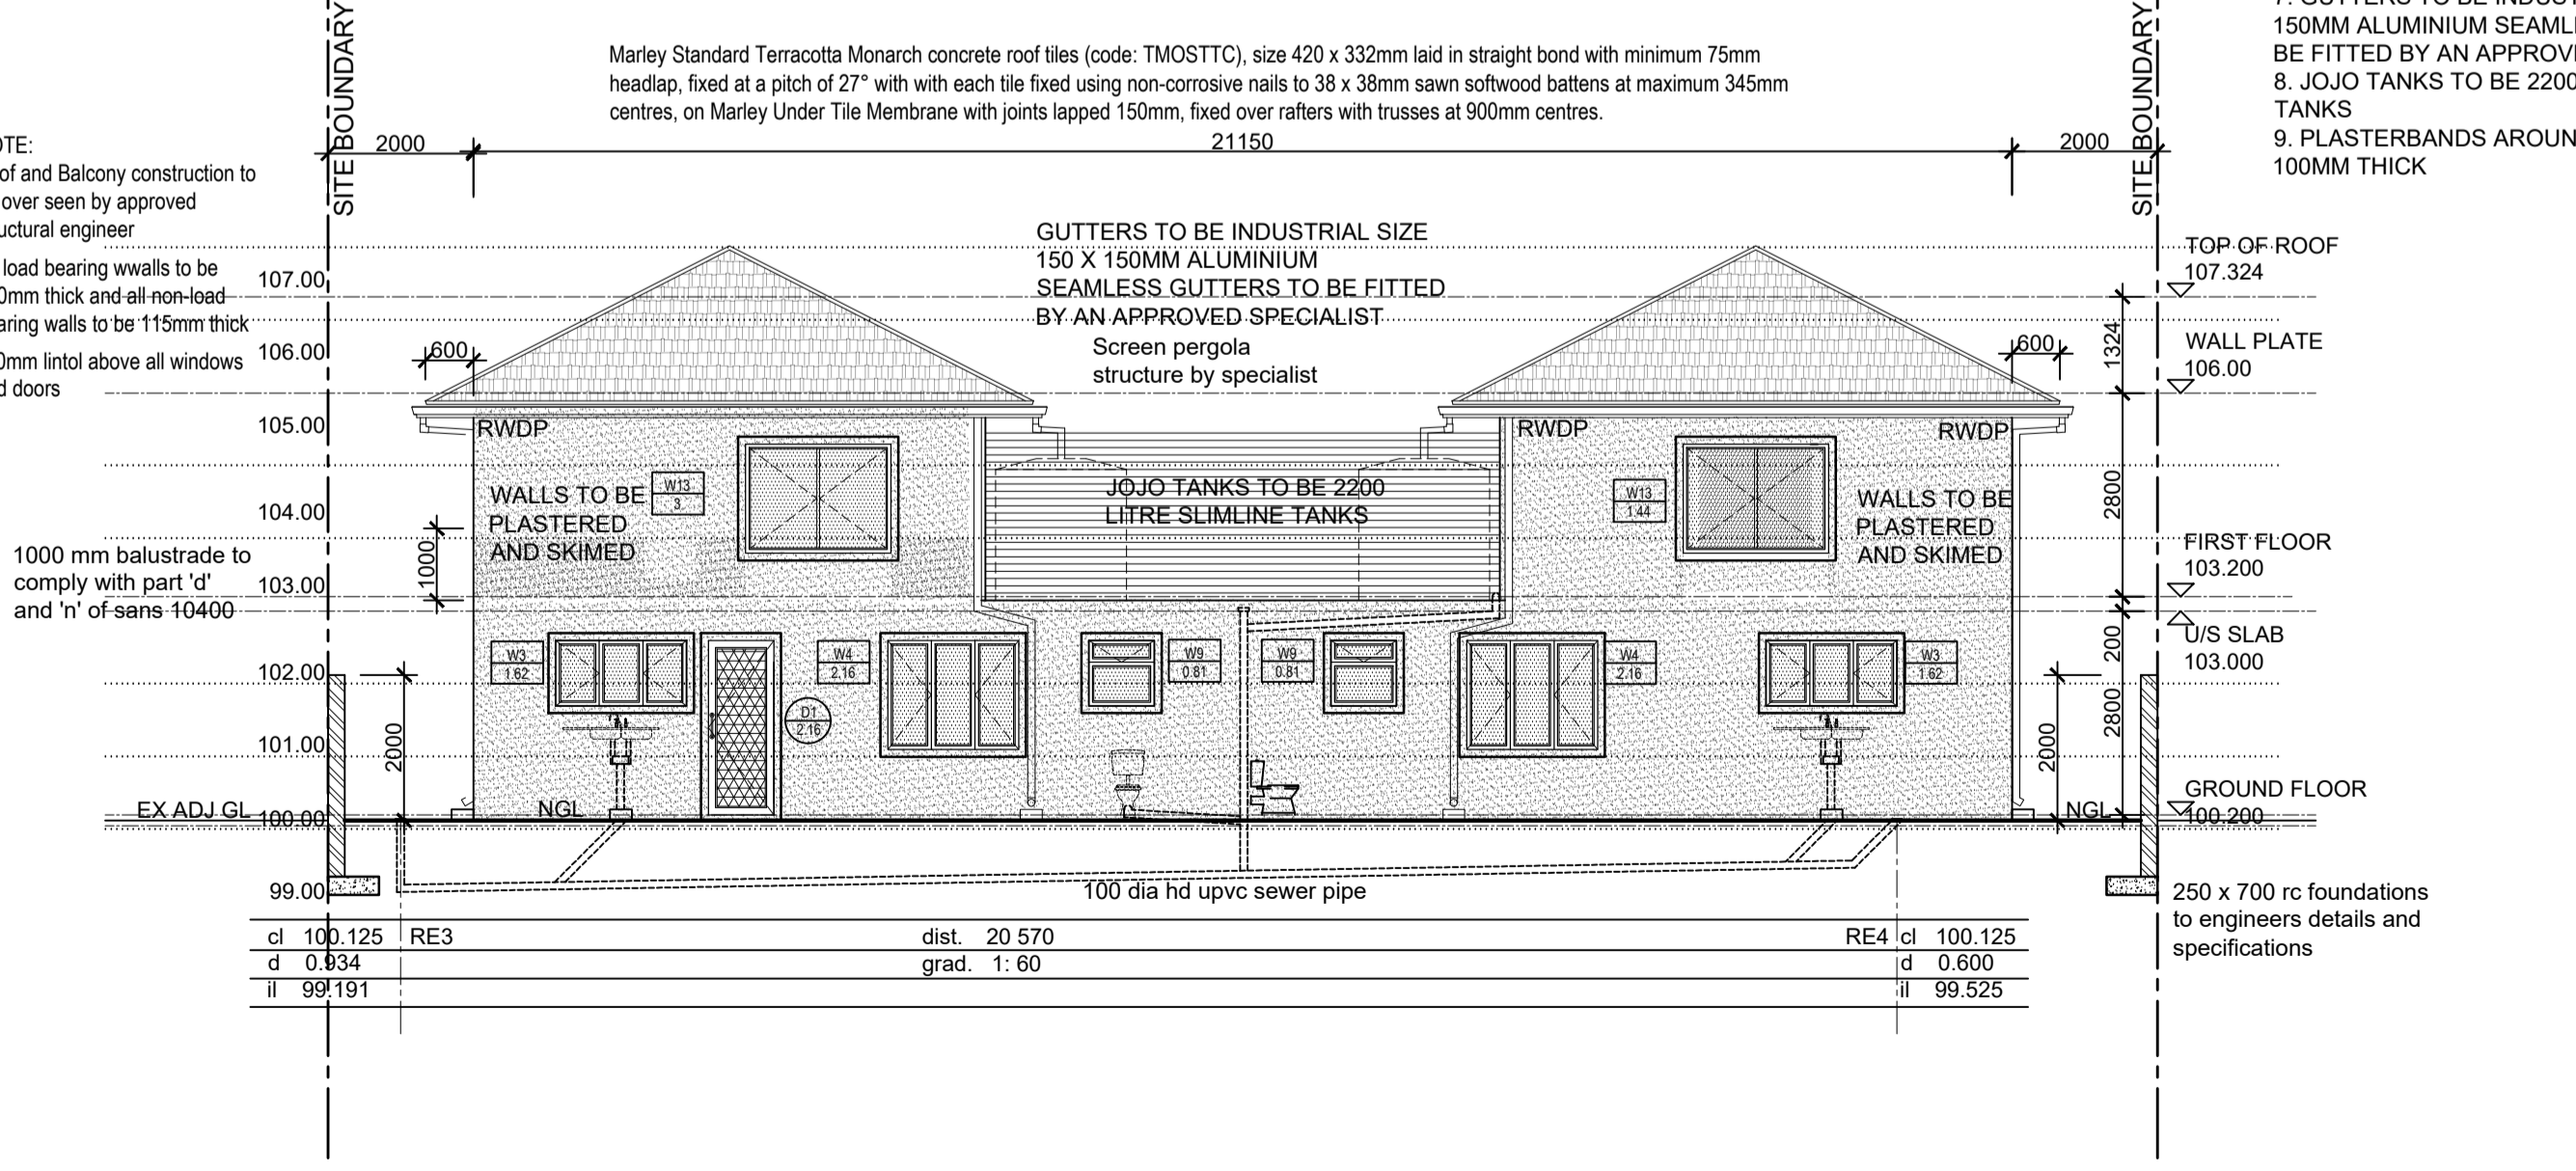 SITE BOUNDARY
Marley Standard Terracotta Monarch concrete roof tiles (code: TMOSTTC), size 420 x 332mm laid in straight bond with minimum 75mm
headlap, fixed at a pitch of 27° with with each tile fixed using non-corrosive nails to 38 x 38mm sawn softwood battens at maximum 345mm
centres, on Marley Under Tile Membrane with joints lapped 150mm, fixed over rafters with trusses at 900mm centres.
SITE BOUNDARY
150MM ALUMINIUM SEAML
BE FITTED BY AN APPROV
8. JOJO TANKS TO BE 2200
TANKS
9. PLASTERBANDS AROUN
100MM THICK
2000
21150
2000
OTE:
of and Balcony construction to
over seen by approved
uctural engineer
load bearing wwalls to be
0mm thick and all non-load
aring walls to be 115mm thick
0mm lintol above all windows
d doors
GUTTERS TO BE INDUSTRIAL SIZE
150 X 150MM ALUMINIUM
SEAMLESS GUTTERS TO BE FITTED
BY AN APPROVED SPECIALIST
Screen pergola
structure by specialist
107.00
106.00
105.00
104.00
103.00
102.00
101.00
100.00
99.00
600
600
TOP OF ROOF
107.324
1324
WALL PLATE
106.00
2800
FIRST FLOOR
103.200
200
U/S SLAB
103.000
2800
GROUND FLOOR
100.200
RWDP
RWDP
RWDP
WALLS TO BE
PLASTERED
AND SKIMED
W13
3
JOJO TANKS TO BE 2200
LITRE SLIMLINE TANKS
W13
1.44
WALLS TO BE
PLASTERED
AND SKIMED
1000 mm balustrade to
comply with part 'd'
and 'n' of sans 10400
1000
W3
1.62
W4
2.16
W9
0.81
W9
0.81
W4
2.16
W3
1.62
D1
2.16
2000
2000
EX ADJ GL
NGL
NGL
100 dia hd upvc sewer pipe
250 x 700 rc foundations
to engineers details and
specifications
cl 100.125 RE3 dist. 20 570 RE4 cl 100.125
d 0.934 grad. 1: 60 d 0.600
il 99.191 il 99.525